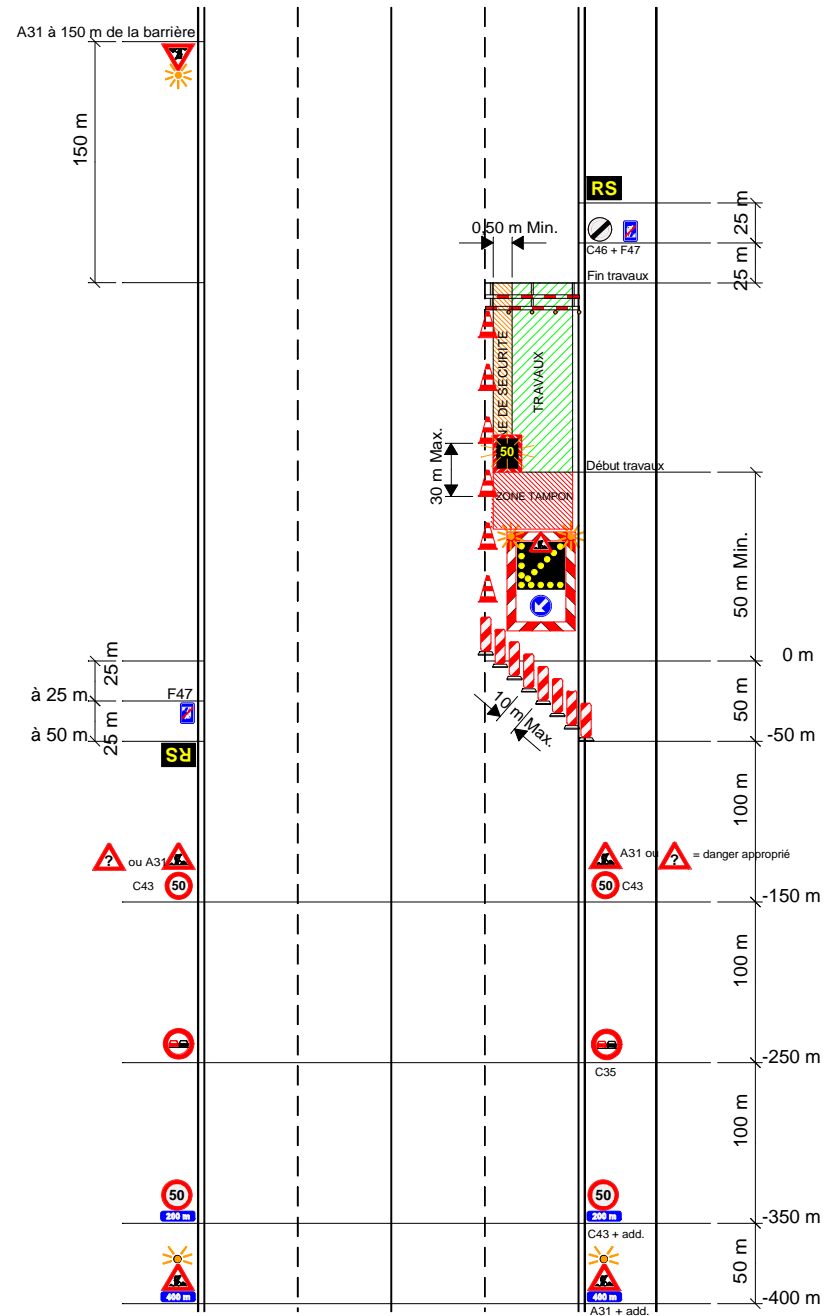 A31 à 150 m de la barrière
150 m
RS
25 m
C46 + F47
25 m
0,50 m Min.
Fin travaux
NE DE SÉCURITÉ
TRAVAUX
50
30 m Max.
Début travaux
ZONE TAMPON
50 m Min.
0 m
25 m
F47
à 25 m
25 m
à 50 m
RS
10 m Max.
50 m
-50 m
100 m
? ou A31
C43 50
A31 ou ? = danger approprié
50 C43
-150 m
100 m
C35
-250 m
100 m
50
200 m
50
200 m
-350 m
C43 + add.
50 m
400 m
400 m
-400 m
A31 + add.